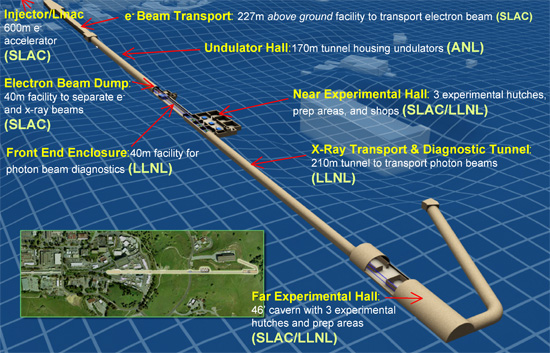 Injector/Linac
600m e-
accelerator
(SLAC)
e- Beam Transport: 227m above ground facility to transport electron beam (SLAC)
Undulator Hall:170m tunnel housing undulators (ANL)
Electron Beam Dump:
40m facility to separate e-
and x-ray beams
(SLAC)
Near Experimental Hall: 3 experimental hutches,
prep areas, and shops (SLAC/LLNL)
Front End Enclosure:40m facility for
photon beam diagnostics (LLNL)
X-Ray Transport & Diagnostic Tunnel:
210m tunnel to transport photon beams
(LLNL)
Far Experimental Hall:
46' cavern with 3 experimental
hutches and prep areas
(SLAC/LLNL)